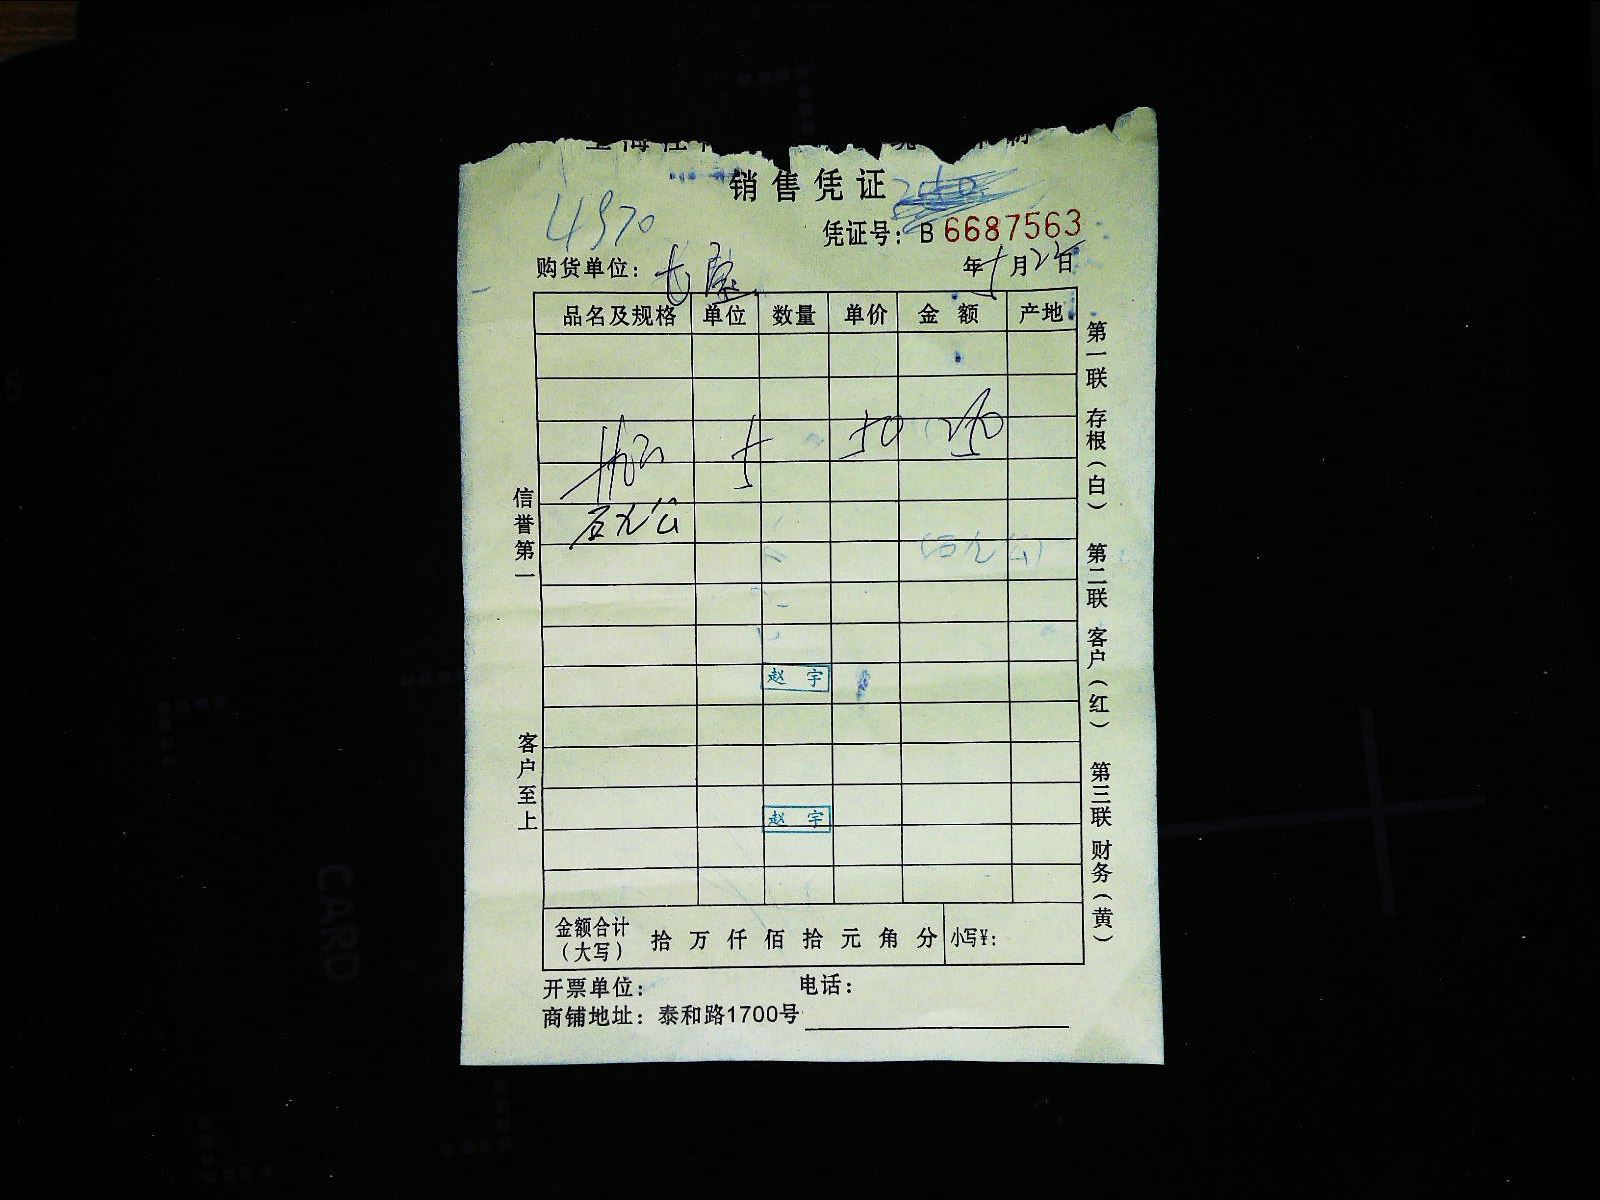 销售凭证
4970
凭证号：B 6687563
购货单位：
年 月 日
品名及规格 单位 数量 单价 金额 产地
5 50 250
赵宇
赵宇
金额合计（大写） 拾 万 仟 佰 拾 元 角 分 小写¥：
开票单位： 电话：
商铺地址：泰和路1700号
信誉第一 客户至上
第一联 存根（白） 第二联 客户（红） 第三联 财务（黄）